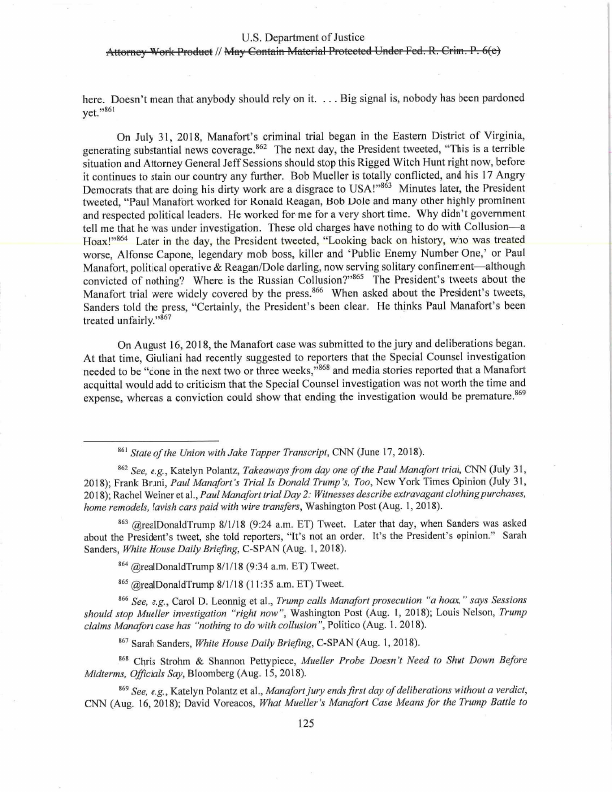 U.S. Department of Justice
Attorney Work Product // May Contain Material Protected Under Fed. R. Crim. P. 6(e)
here. Doesn't mean that anybody should rely on it. . . . Big signal is, nobody has been pardoned
yet."861
On July 31, 2018, Manafort's criminal trial began in the Eastern District of Virginia,
generating substantial news coverage.862 The next day, the President tweeted, "This is a terrible
situation and Attorney General Jeff Sessions should stop this Rigged Witch Hunt right now, before
it continues to stain our country any further. Bob Mueller is totally conflicted, and his 17 Angry
Democrats that are doing his dirty work are a disgrace to USA!"863 Minutes later, the President
tweeted, "Paul Manafort worked for Ronald Reagan, Bob Dole and many other highly prominent
and respected political leaders. He worked for me for a very short time. Why didn't government
tell me that he was under investigation. These old charges have nothing to do with Collusion—a
Hoax!"864 Later in the day, the President tweeted, "Looking back on history, who was treated
worse, Alfonse Capone, legendary mob boss, killer and 'Public Enemy Number One,' or Paul
Manafort, political operative & Reagan/Dole darling, now serving solitary confinement—although
convicted of nothing? Where is the Russian Collusion?"865 The President's tweets about the
Manafort trial were widely covered by the press.866 When asked about the President's tweets,
Sanders told the press, "Certainly, the President's been clear. He thinks Paul Manafort's been
treated unfairly."867
On August 16, 2018, the Manafort case was submitted to the jury and deliberations began.
At that time, Giuliani had recently suggested to reporters that the Special Counsel investigation
needed to be "done in the next two or three weeks,"868 and media stories reported that a Manafort
acquittal would add to criticism that the Special Counsel investigation was not worth the time and
expense, whereas a conviction could show that ending the investigation would be premature.869
861 State of the Union with Jake Tapper Transcript, CNN (June 17, 2018).
862 See, e.g., Katelyn Polantz, Takeaways from day one of the Paul Manafort trial, CNN (July 31,
2018); Frank Bruni, Paul Manafort's Trial Is Donald Trump's, Too, New York Times Opinion (July 31,
2018); Rachel Weiner et al., Paul Manafort trial Day 2: Witnesses describe extravagant clothing purchases,
home remodels, lavish cars paid with wire transfers, Washington Post (Aug. 1, 2018).
863 @realDonaldTrump 8/1/18 (9:24 a.m. ET) Tweet. Later that day, when Sanders was asked
about the President's tweet, she told reporters, "It's not an order. It's the President's opinion." Sarah
Sanders, White House Daily Briefing, C-SPAN (Aug. 1, 2018).
864 @realDonaldTrump 8/1/18 (9:34 a.m. ET) Tweet.
865 @realDonaldTrump 8/1/18 (11:35 a.m. ET) Tweet.
866 See, e.g., Carol D. Leonnig et al., Trump calls Manafort prosecution "a hoax," says Sessions
should stop Mueller investigation "right now", Washington Post (Aug. 1, 2018); Louis Nelson, Trump
claims Manafort case has "nothing to do with collusion", Politico (Aug. 1. 2018).
867 Sarah Sanders, White House Daily Briefing, C-SPAN (Aug. 1, 2018).
868 Chris Strohm & Shannon Pettypiece, Mueller Probe Doesn't Need to Shut Down Before
Midterms, Officials Say, Bloomberg (Aug. 15, 2018).
869 See, e.g., Katelyn Polantz et al., Manafort jury ends first day of deliberations without a verdict,
CNN (Aug. 16, 2018); David Voreacos, What Mueller's Manafort Case Means for the Trump Battle to
125